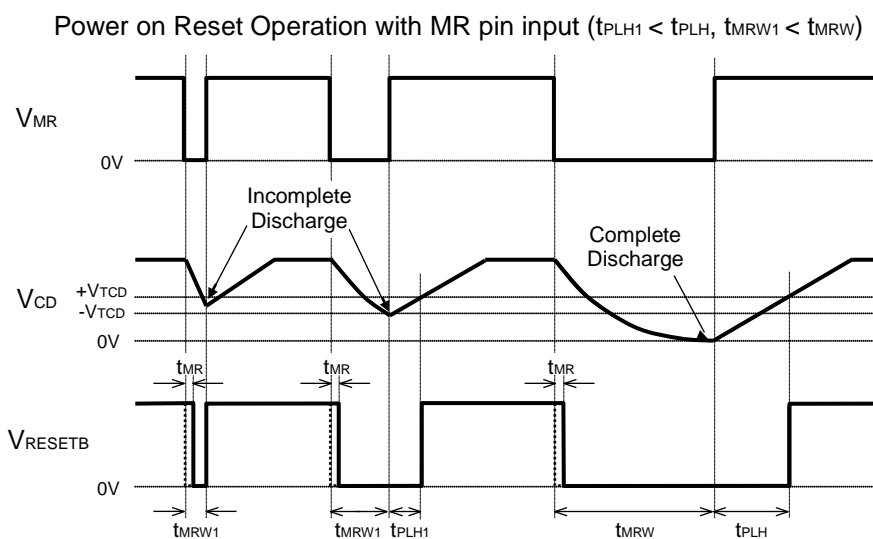 Power on Reset Operation with MR pin input (tPLH1 < tPLH, tMRW1 < tMRW)
VMR
0V
Incomplete
Discharge
Complete
Discharge
VCD
+VTCD
-VTCD
0V
tMR tMR tMR
VRESETB
0V
tMRW1 tMRW1 tPLH1 tMRW tPLH